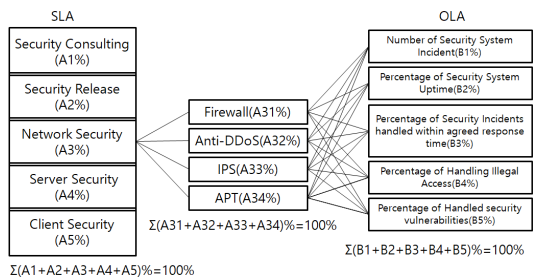 SLA
Security Consulting
(A1%)
Security Release
(A2%)
Network Security
(A3%)
Server Security
(A4%)
Client Security
(A5%)
Σ(A1+A2+A3+A4+A5)%=100%
Firewall(A31%)
Anti-DDoS(A32%)
IPS(A33%)
APT(A34%)
Σ(A31+A32+A33+A34)%=100%
OLA
Number of Security System
Incident(B1%)
Percentage of Security System
Uptime(B2%)
Percentage of Security Incidents
handled within agreed response
time(B3%)
Percentage of Handling Illegal
Access(B4%)
Percentage of Handled security
vulnerabilities(B5%)
Σ(B1+B2+B3+B4+B5)%=100%